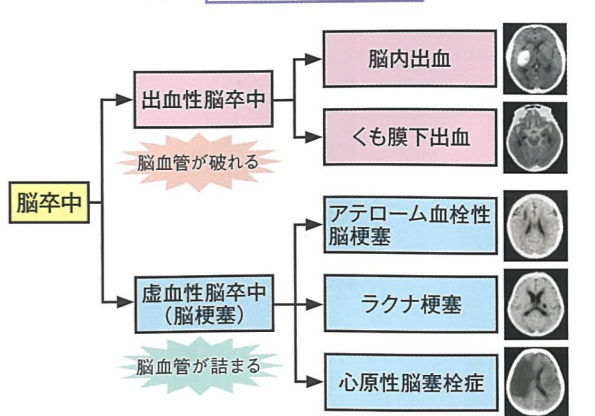 脳卒中
出血性脳卒中
脳血管が破れる
脳内出血
くも膜下出血
虚血性脳卒中
(脳梗塞)
脳血管が詰まる
アテローム血栓性
脳梗塞
ラクナ梗塞
心原性脳塞栓症